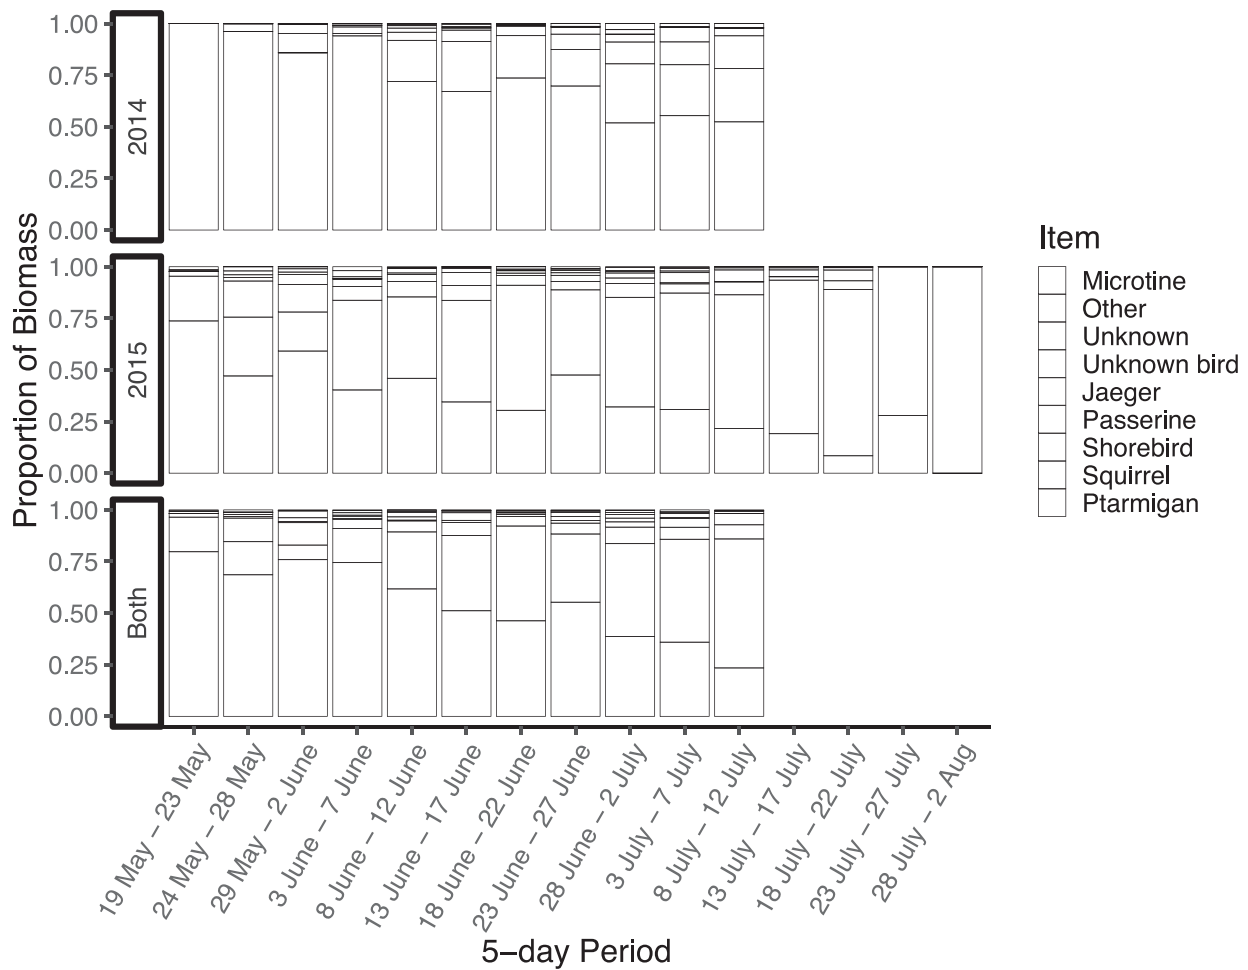 Proportion of Biomass
2014
1.00
0.75
0.50
0.25
0.00
2015
1.00
0.75
0.50
0.25
0.00
Both
1.00
0.75
0.50
0.25
0.00
19 May – 23 May
24 May – 28 May
29 May – 2 June
3 June – 7 June
8 June – 12 June
13 June – 17 June
18 June – 22 June
23 June – 27 June
28 June – 2 July
3 July – 7 July
8 July – 12 July
13 July – 17 July
18 July – 22 July
23 July – 27 July
28 July – 2 Aug
5–day Period
Item
Microtine
Other
Unknown
Unknown bird
Jaeger
Passerine
Shorebird
Squirrel
Ptarmigan